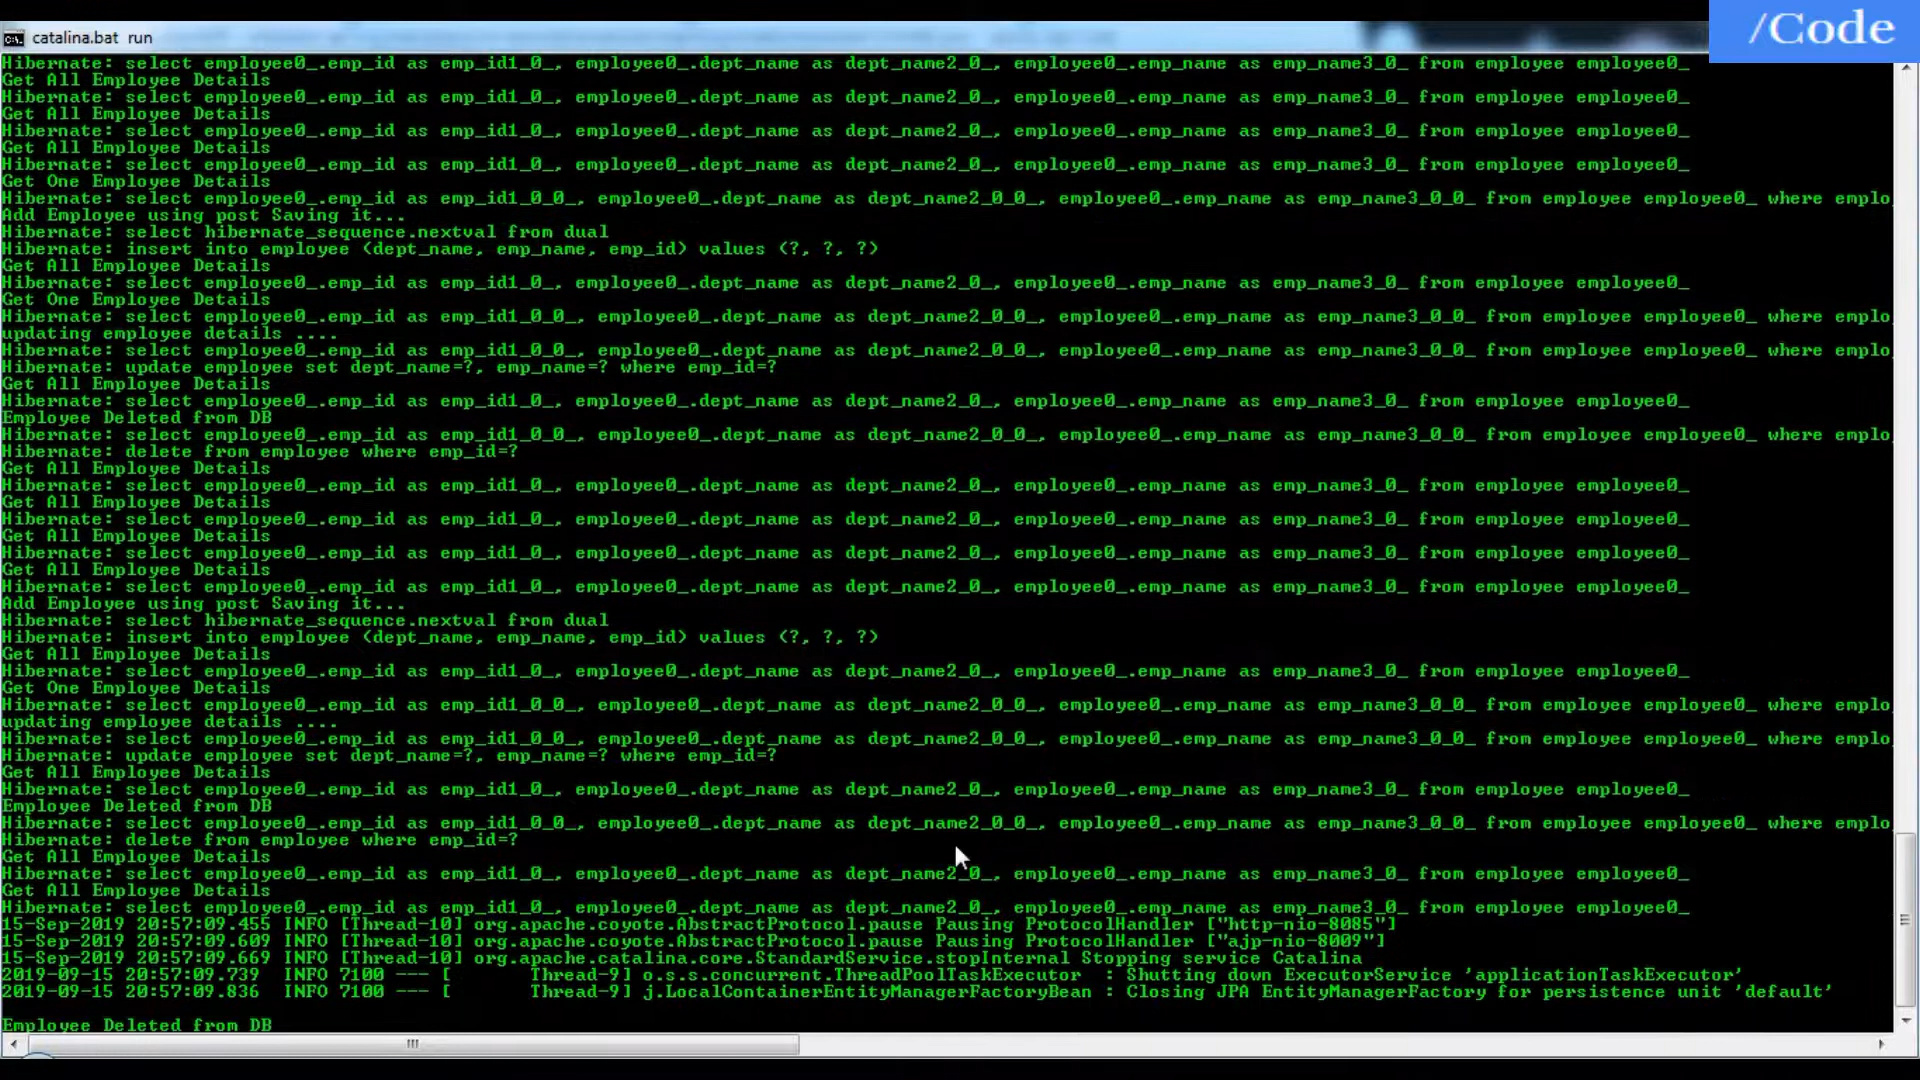 /Code
catalina.bat run
Hibernate: select employee0_.emp_id as emp_id1_0_, employee0_.dept_name as dept_name2_0_, employee0_.emp_name as emp_name3_0_ from employee employee0_
Get All Employee Details
Hibernate: select employee0_.emp_id as emp_id1_0_, employee0_.dept_name as dept_name2_0_, employee0_.emp_name as emp_name3_0_ from employee employee0_
Get All Employee Details
Hibernate: select employee0_.emp_id as emp_id1_0_, employee0_.dept_name as dept_name2_0_, employee0_.emp_name as emp_name3_0_ from employee employee0_
Get All Employee Details
Hibernate: select employee0_.emp_id as emp_id1_0_, employee0_.dept_name as dept_name2_0_, employee0_.emp_name as emp_name3_0_ from employee employee0_
Get One Employee Details
Hibernate: select employee0_.emp_id as emp_id1_0_0_, employee0_.dept_name as dept_name2_0_0_, employee0_.emp_name as emp_name3_0_0_ from employee employee0_ where emplo
Add Employee using post Saving it...
Hibernate: select hibernate_sequence.nextval from dual
Hibernate: insert into employee (dept_name, emp_name, emp_id) values (?, ?, ?)
Get All Employee Details
Hibernate: select employee0_.emp_id as emp_id1_0_, employee0_.dept_name as dept_name2_0_, employee0_.emp_name as emp_name3_0_ from employee employee0_
Get One Employee Details
Hibernate: select employee0_.emp_id as emp_id1_0_0_, employee0_.dept_name as dept_name2_0_0_, employee0_.emp_name as emp_name3_0_0_ from employee employee0_ where emplo
updating employee details ....
Hibernate: select employee0_.emp_id as emp_id1_0_0_, employee0_.dept_name as dept_name2_0_0_, employee0_.emp_name as emp_name3_0_0_ from employee employee0_ where emplo
Hibernate: update employee set dept_name=?, emp_name=? where emp_id=?
Get All Employee Details
Hibernate: select employee0_.emp_id as emp_id1_0_, employee0_.dept_name as dept_name2_0_, employee0_.emp_name as emp_name3_0_ from employee employee0_
Employee Deleted from DB
Hibernate: select employee0_.emp_id as emp_id1_0_0_, employee0_.dept_name as dept_name2_0_0_, employee0_.emp_name as emp_name3_0_0_ from employee employee0_ where emplo
Hibernate: delete from employee where emp_id=?
Get All Employee Details
Hibernate: select employee0_.emp_id as emp_id1_0_, employee0_.dept_name as dept_name2_0_, employee0_.emp_name as emp_name3_0_ from employee employee0_
Get All Employee Details
Hibernate: select employee0_.emp_id as emp_id1_0_, employee0_.dept_name as dept_name2_0_, employee0_.emp_name as emp_name3_0_ from employee employee0_
Get All Employee Details
Hibernate: select employee0_.emp_id as emp_id1_0_, employee0_.dept_name as dept_name2_0_, employee0_.emp_name as emp_name3_0_ from employee employee0_
Get All Employee Details
Hibernate: select employee0_.emp_id as emp_id1_0_, employee0_.dept_name as dept_name2_0_, employee0_.emp_name as emp_name3_0_ from employee employee0_
Add Employee using post Saving it...
Hibernate: select hibernate_sequence.nextval from dual
Hibernate: insert into employee (dept_name, emp_name, emp_id) values (?, ?, ?)
Get All Employee Details
Hibernate: select employee0_.emp_id as emp_id1_0_, employee0_.dept_name as dept_name2_0_, employee0_.emp_name as emp_name3_0_ from employee employee0_
Get One Employee Details
Hibernate: select employee0_.emp_id as emp_id1_0_0_, employee0_.dept_name as dept_name2_0_0_, employee0_.emp_name as emp_name3_0_0_ from employee employee0_ where emplo
updating employee details ....
Hibernate: select employee0_.emp_id as emp_id1_0_0_, employee0_.dept_name as dept_name2_0_0_, employee0_.emp_name as emp_name3_0_0_ from employee employee0_ where emplo
Hibernate: update employee set dept_name=?, emp_name=? where emp_id=?
Get All Employee Details
Hibernate: select employee0_.emp_id as emp_id1_0_, employee0_.dept_name as dept_name2_0_, employee0_.emp_name as emp_name3_0_ from employee employee0_
Employee Deleted from DB
Hibernate: select employee0_.emp_id as emp_id1_0_0_, employee0_.dept_name as dept_name2_0_0_, employee0_.emp_name as emp_name3_0_0_ from employee employee0_ where emplo
Hibernate: delete from employee where emp_id=?
Get All Employee Details
Hibernate: select employee0_.emp_id as emp_id1_0_, employee0_.dept_name as dept_name2_0_, employee0_.emp_name as emp_name3_0_ from employee employee0_
Get All Employee Details
Hibernate: select employee0_.emp_id as emp_id1_0_, employee0_.dept_name as dept_name2_0_, employee0_.emp_name as emp_name3_0_ from employee employee0_
15-Sep-2019 20:57:09.455 INFO [Thread-10] org.apache.coyote.AbstractProtocol.pause Pausing ProtocolHandler ["http-nio-8085"]
15-Sep-2019 20:57:09.609 INFO [Thread-10] org.apache.coyote.AbstractProtocol.pause Pausing ProtocolHandler ["ajp-nio-8009"]
15-Sep-2019 20:57:09.669 INFO [Thread-10] org.apache.catalina.core.StandardService.stopInternal Stopping service Catalina
2019-09-15 20:57:09.739  INFO 7100 --- [       Thread-9] o.s.s.concurrent.ThreadPoolTaskExecutor  : Shutting down ExecutorService 'applicationTaskExecutor'
2019-09-15 20:57:09.836  INFO 7100 --- [       Thread-9] j.LocalContainerEntityManagerFactoryBean : Closing JPA EntityManagerFactory for persistence unit 'default'
Employee Deleted from DB